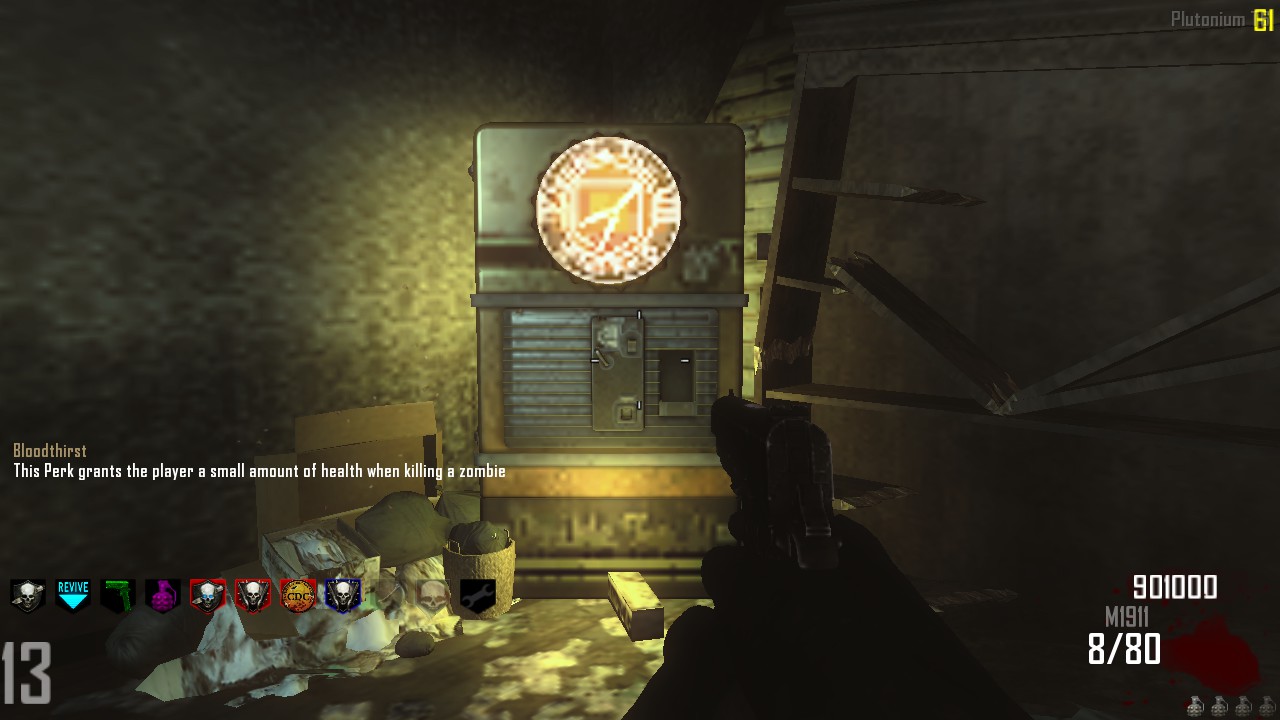 Plutonium
61
Bloodthirst
This Perk grants the player a small amount of health when killing a zombie
REVIVE
CDC
901000
M1911
8/80
13